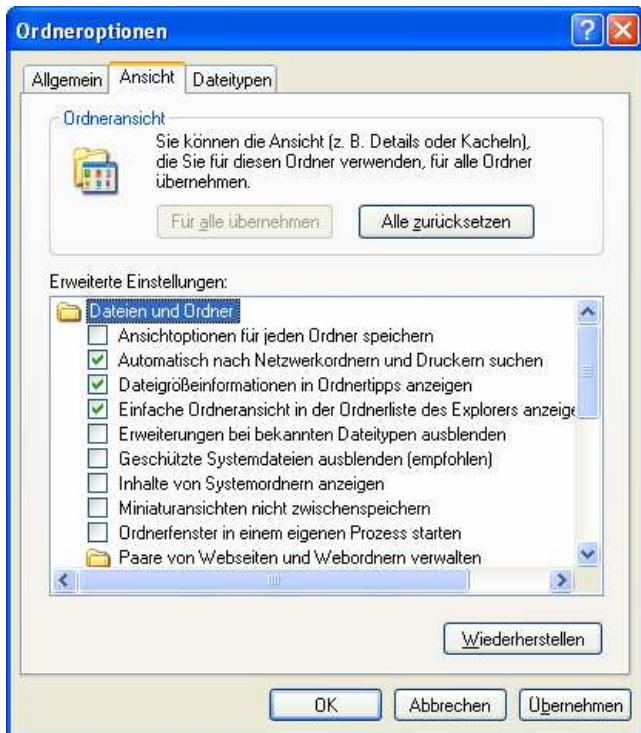 Ordneroptionen
Allgemein Ansicht Dateitypen
Ordneransicht
Sie können die Ansicht (z. B. Details oder Kacheln),
die Sie für diesen Ordner verwenden, für alle Ordner
übernehmen.
Für alle übernehmen Alle zurücksetzen
Erweiterte Einstellungen:
Dateien und Ordner
Ansichtoptionen für jeden Ordner speichern
Automatisch nach Netzwerkordnern und Druckern suchen
Dateigrößeinformationen in Ordnertipps anzeigen
Einfache Ordneransicht in der Ordnerliste des Explorers anzeige
Erweiterungen bei bekannten Dateitypen ausblenden
Geschützte Systemdateien ausblenden (empfohlen)
Inhalte von Systemordnern anzeigen
Miniaturansichten nicht zwischenspeichern
Ordnerfenster in einem eigenen Prozess starten
Paare von Webseiten und Webordnern verwalten
Wiederherstellen
OK Abbrechen Übernehmen